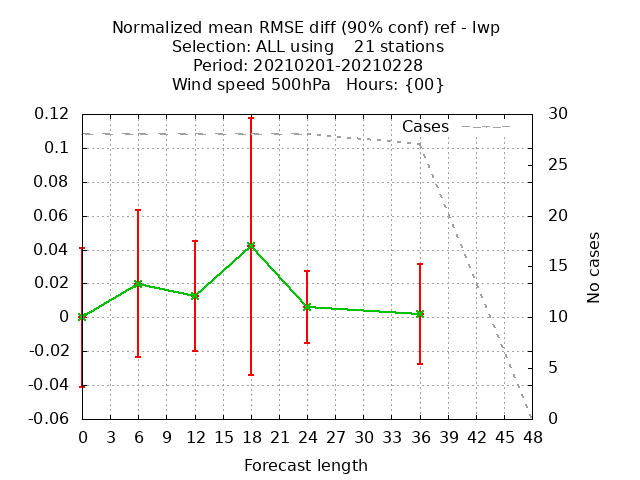 Normalized mean RMSE diff (90% conf) ref - lwp
Selection: ALL using    21 stations
Period: 20210201-20210228
Wind speed 500hPa   Hours: {00}
Cases
0.12
0.1
0.08
0.06
0.04
0.02
0
-0.02
-0.04
-0.06
30
25
20
15
10
5
0
No cases
0 3 6 9 12 15 18 21 24 27 30 33 36 39 42 45 48
Forecast length